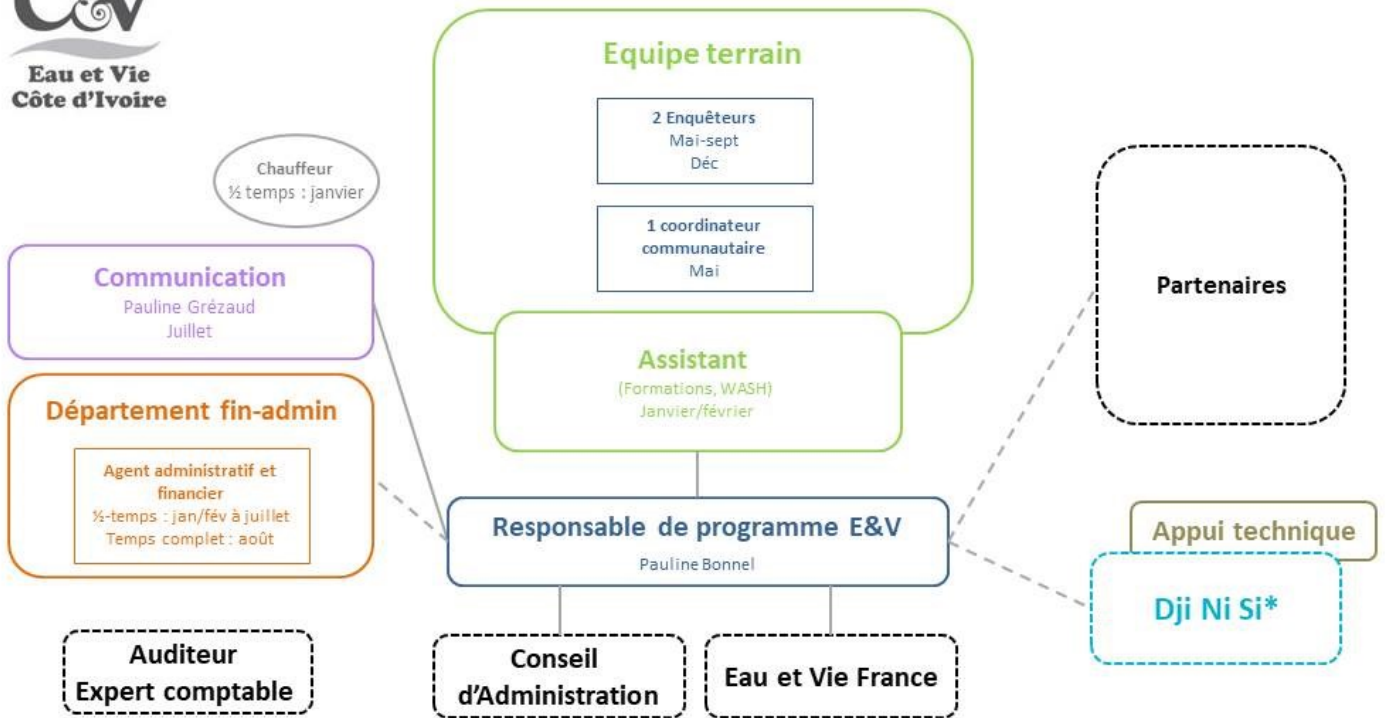 E&V
Eau et Vie
Côte d'Ivoire
Equipe terrain
2 Enquêteurs
Mai-sept
Déc
1 coordinateur
communautaire
Mai
Chauffeur
½ temps : janvier
Communication
Pauline Grézaud
Juillet
Partenaires
Assistant
(Formations, WASH)
Janvier/février
Département fin-admin
Agent administratif et
financier
½-temps : jan/fév à juillet
Temps complet : août
Responsable de programme E&V
Pauline Bonnel
Appui technique
Dji Ni Si*
Auditeur
Expert comptable
Conseil
d'Administration
Eau et Vie France